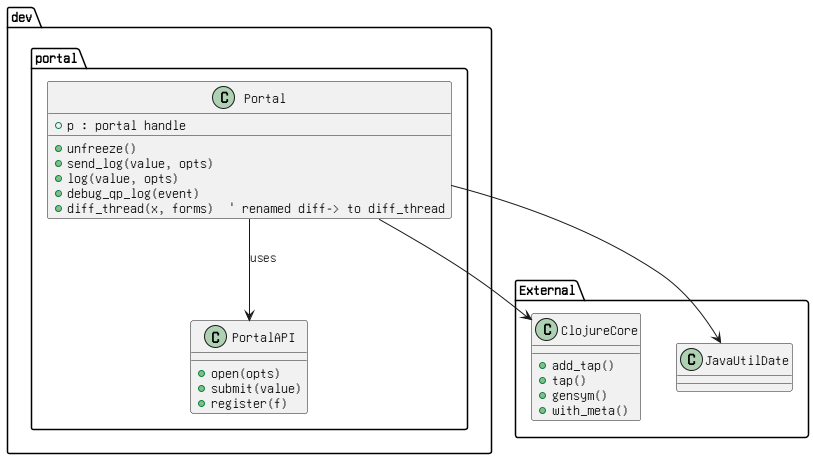 dev
portal
C Portal
p : portal handle
unfreeze()
send_log(value, opts)
log(value, opts)
debug_qp_log(event)
diff_thread(x, forms)  ' renamed diff-> to diff_thread
uses
External
C PortalAPI
open(opts)
submit(value)
register(f)
C ClojureCore
add_tap()
tap()
gensym()
with_meta()
C JavaUtilDate